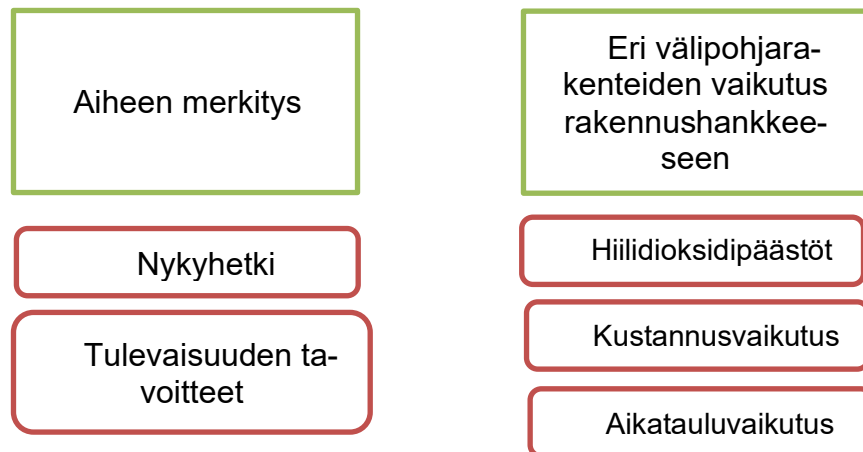 Aiheen merkitys
Nykyhetki
Tulevaisuuden ta-
voitteet
Eri välipohjara-
kenteiden vaikutus
rakennushankkee-
seen
Hiilidioksidipäästöt
Kustannusvaikutus
Aikatauluvaikutus